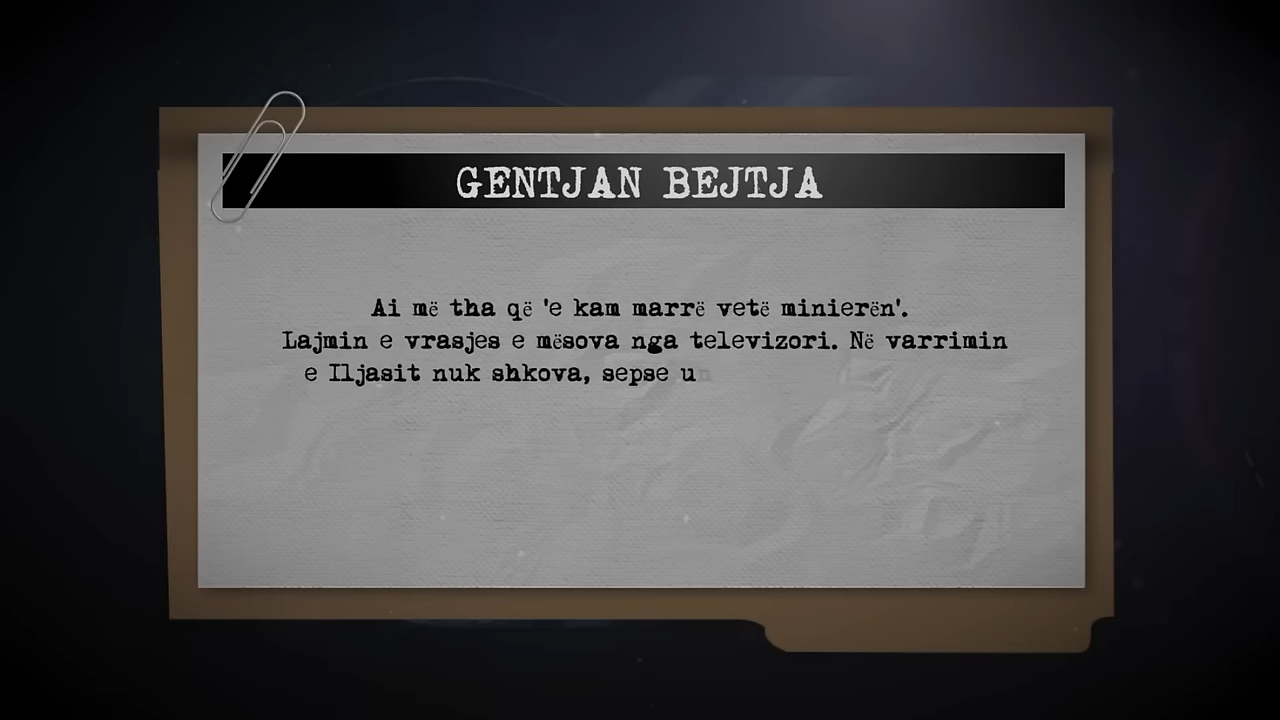 GENTJAN BEJTJA
Ai më tha që 'e kam marrë vetë minierën'.
Lajmin e vrasjes e mësova nga televizori. Në varrimin
e Iljasit nuk shkova, sepse un